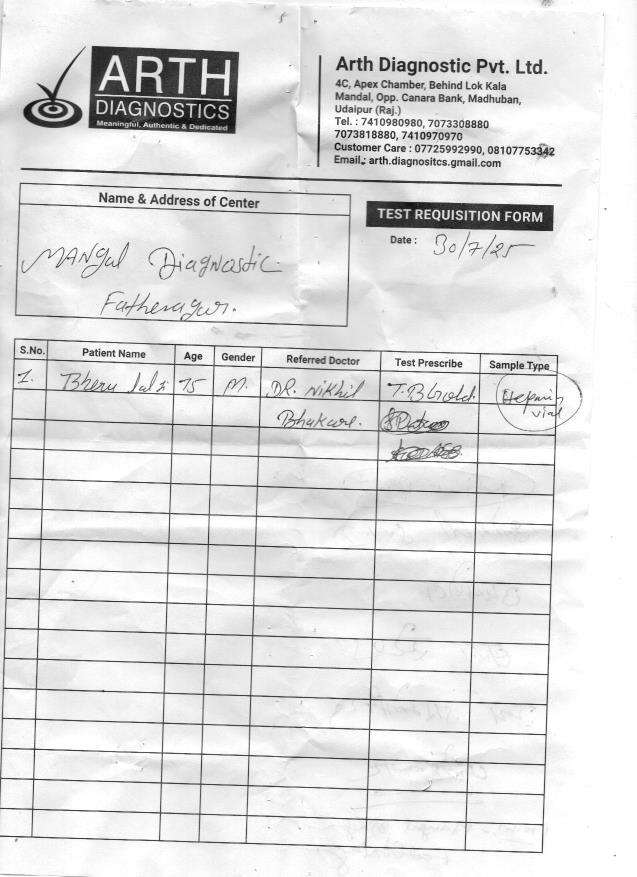 ARTH
DIAGNOSTICS
Meaningful, Authentic & Dedicated
Arth Diagnostic Pvt. Ltd.
4C, Apex Chamber, Behind Lok Kala
Mandal, Opp. Canara Bank, Madhuban,
Udaipur (Raj.)
Tel. : 7410980980, 7073308880
7073818880, 7410970970
Customer Care : 07725992990, 08107753342
Email.: arth.diagnositcs.gmail.com
Name & Address of Center
TEST REQUISITION FORM
Date : 30/7/25
MANgal Diagnostic
Fathenagar.
S.No. Patient Name Age Gender Referred Doctor Test Prescribe Sample Type
1. Bheru lal 75 M. DR. Nikhil T.B Gold. Heparin
Bhakare. vial